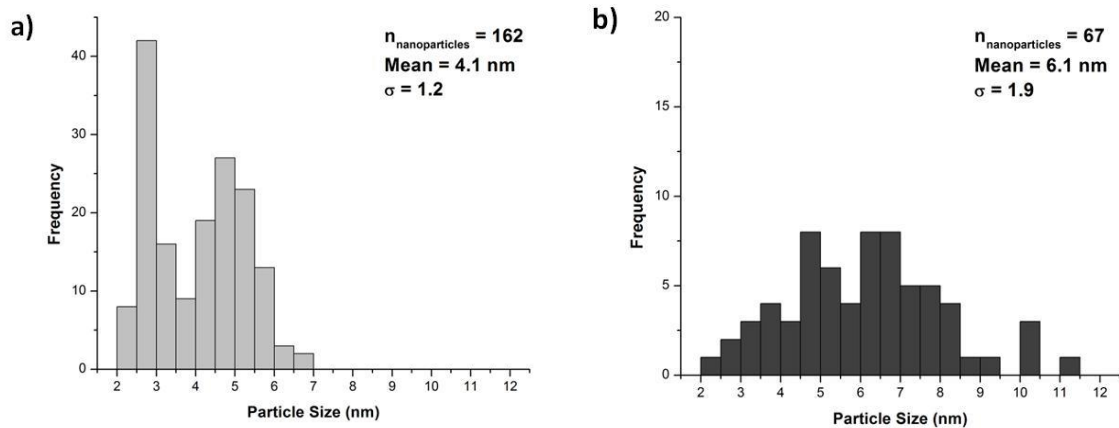 a)
n nanoparticles = 162
Mean = 4.1 nm
σ = 1.2
Frequency
40
30
20
10
0
2 3 4 5 6 7 8 9 10 11 12
Particle Size (nm)
b)
n nanoparticles = 67
Mean = 6.1 nm
σ = 1.9
Frequency
20
15
10
5
0
2 3 4 5 6 7 8 9 10 11 12
Particle Size (nm)